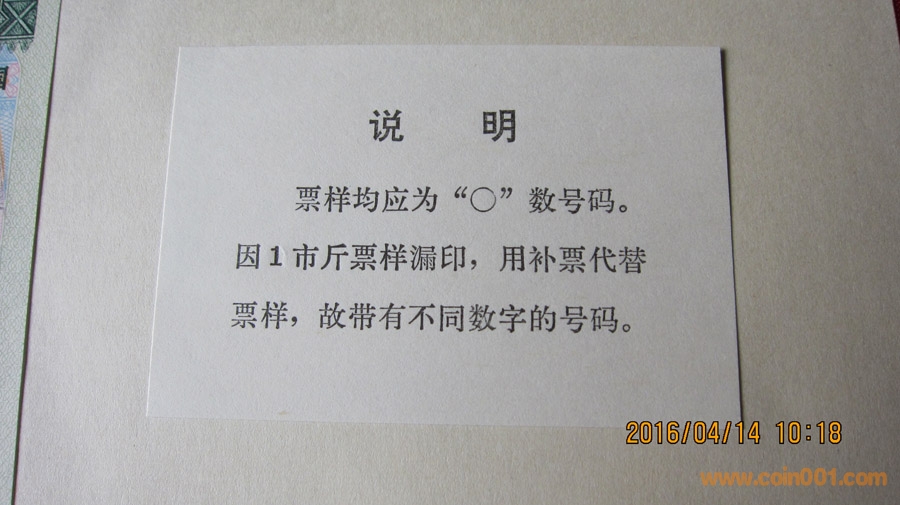 说 明
票样均应为“〇”数号码。
因1市斤票样漏印，用补票代替
票样，故带有不同数字的号码。
2016/04/14 10:18
www.coin001.com